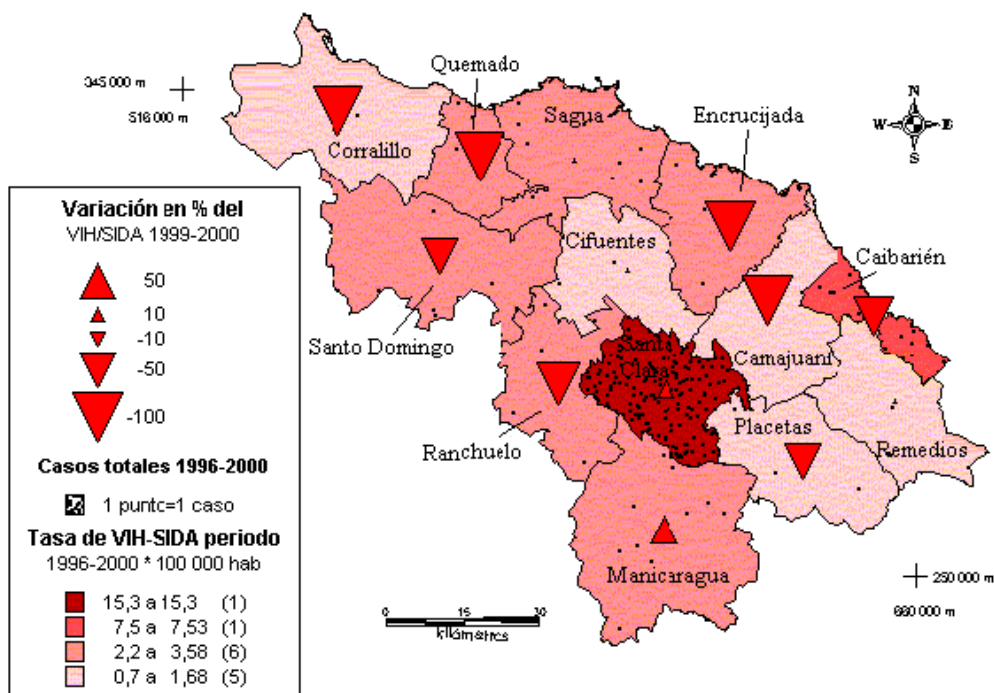 345 000 m
516 000 m
Quemado
Sagua
Encrucijada
N
W E
S
Corralillo
Cifuentes
Caibarién
Santo Domingo
Santa
Clara
Camajuaní
Ranchuelo
Placetas
Remedios
Manicaragua
Variación en % del
VIH/SIDA 1999-2000
50
10
-10
-50
-100
Casos totales 1996-2000
1 punto=1 caso
Tasa de VIH-SIDA periodo
1996-2000 * 100 000 hab
15,3 a 15,3 (1)
7,5 a 7,53 (1)
2,2 a 3,58 (6)
0,7 a 1,68 (5)
0 15 30
kilómetros
250 000 m
660 000 m